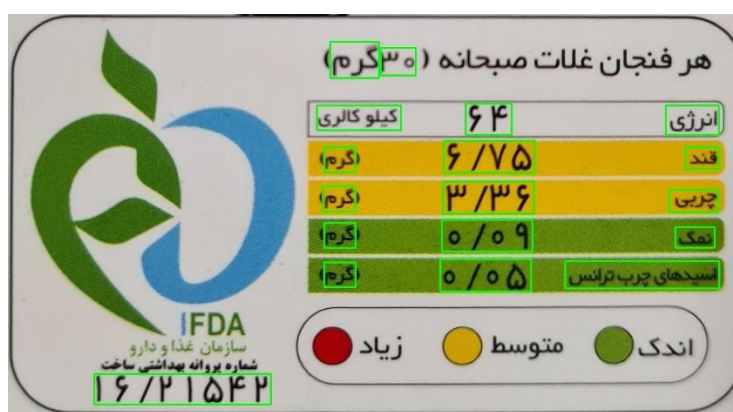 هر فنجان غلات صبحانه (۳۰گرم)
انرژی ۶۴ کیلو کالری
قند ۶/۷۵ (گرم)
چربی ۳/۳۶ (گرم)
نمک ۰/۰۹ (گرم)
اسیدهای چرب ترانس ۰/۰۵ (گرم)
اندک متوسط زیاد
IFDA
سازمان غذا و دارو
شماره پروانه بهداشتی ساخت
۱۶/۲۱۵۴۲